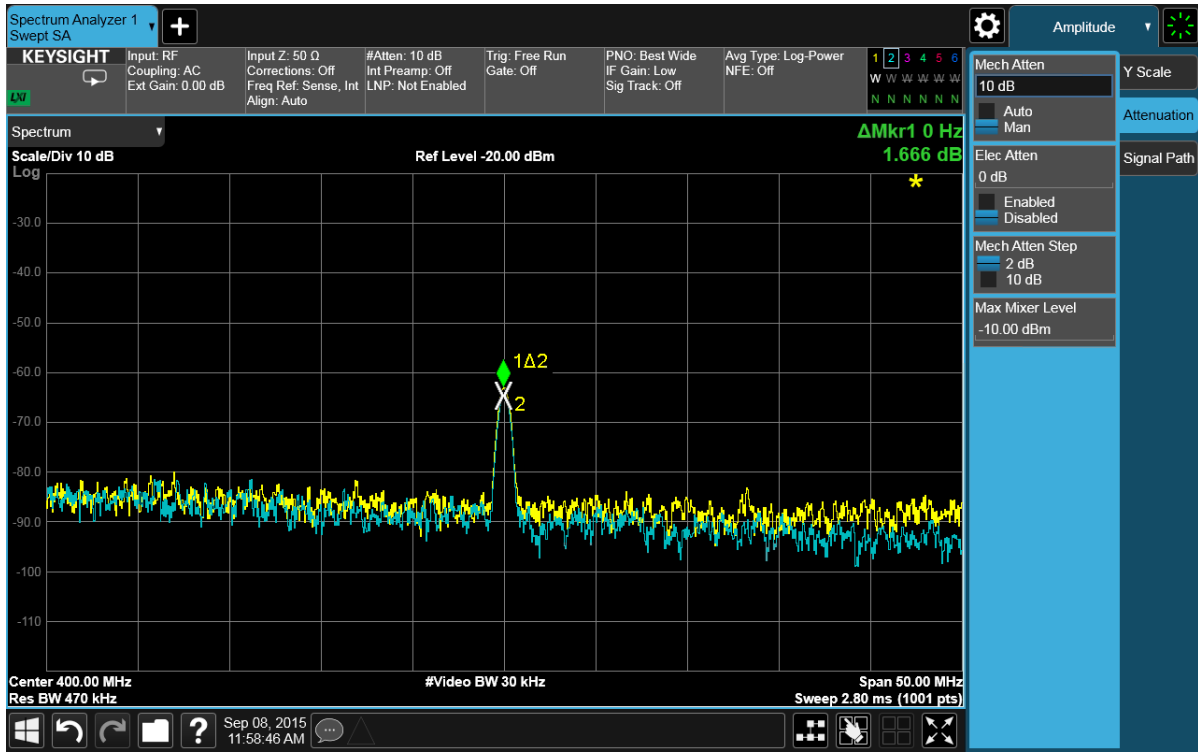 Spectrum Analyzer 1
Swept SA
Amplitude
KEYSIGHT
LXI
Input: RF
Coupling: AC
Ext Gain: 0.00 dB
Input Z: 50 Ω
Corrections: Off
Freq Ref: Sense, Int
Align: Auto
#Atten: 10 dB
Int Preamp: Off
LNP: Not Enabled
Trig: Free Run
Gate: Off
PNO: Best Wide
IF Gain: Low
Sig Track: Off
Avg Type: Log-Power
NFE: Off
1 2 3 4 5 6
W W W W W W
N N N N N N
Spectrum
ΔMkr1 0 Hz
Scale/Div 10 dB
Ref Level -20.00 dBm
1.666 dB
Log
*
-30.0
-40.0
-50.0
-60.0
-70.0
-80.0
-90.0
-100
-110
1Δ2
X
2
Center 400.00 MHz
#Video BW 30 kHz
Span 50.00 MHz
Res BW 470 kHz
Sweep 2.80 ms (1001 pts)
?
Sep 08, 2015
11:58:46 AM
Mech Atten
10 dB
Auto
Man
Elec Atten
0 dB
Enabled
Disabled
Mech Atten Step
2 dB
10 dB
Max Mixer Level
-10.00 dBm
Y Scale
Attenuation
Signal Path